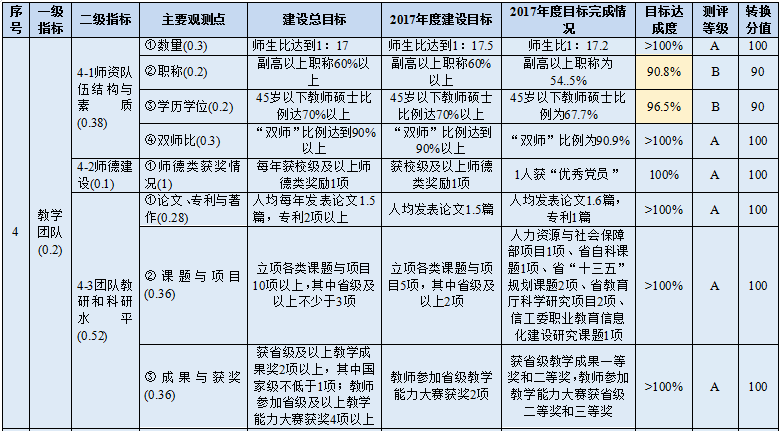 序号 一级指标 二级指标 主要观测点 建设总目标 2017年度建设目标 2017年度目标完成情况 目标达成度 测评等级 转换分值
4 教学团队(0.2)
4-1师资队伍结构与素质(0.38)
①数量(0.3) 师生比达到1：17 师生比达到1：17.5 师生比1：17.2 >100% A 100
②职称(0.2) 副高以上职称60%以上 副高以上职称60%以上 副高以上职称为54..5% 90.8% B 90
③学历学位(0.2) 45岁以下教师硕士比例达70%以上 45岁以下教师硕士比例达70%以上 45岁以下教师硕士比例为67.7% 96.5% B 90
④双师比(0.3) “双师”比例达到90%以上 “双师”比例达到90%以上 “双师”比例为90.9% >100% A 100
4-2师德建设(0.1) ①师德类获奖情况(1) 每年获校级及以上师德类奖励1项 获校级及以上师德类奖励1项 1人获“优秀党员” 100% A 100
4-3团队教研和科研水平(0.52)
①论文、专利与著作(0.28) 人均每年发表论文1.5篇，专利2项以上 人均发表论文1.5篇 人均发表论文1.6篇，专利1篇 >100% A 100
②课题与项目(0.36) 立项各类课题与项目10项以上，其中省级及以上不少于3项 立项各类课题与项目5项，其中省级及以上2项 人力资源与社会保障部项目1项、省自科课题1项、省“十三五”规划课题2项、省教育厅科学研究项目2项、信工委职业教育信息化建设研究课题1项 >100% A 100
③成果与获奖(0.36) 获省级及以上教学成果奖2项以上，其中国家级不低于1项；教师参加省级及以上教学能力大赛获奖4项以上 教师参加省级教学能力大赛获奖2项 获省级教学成果一等奖和二等奖，教师参加教学能力大赛获省级二等奖和三等奖 >100% A 100